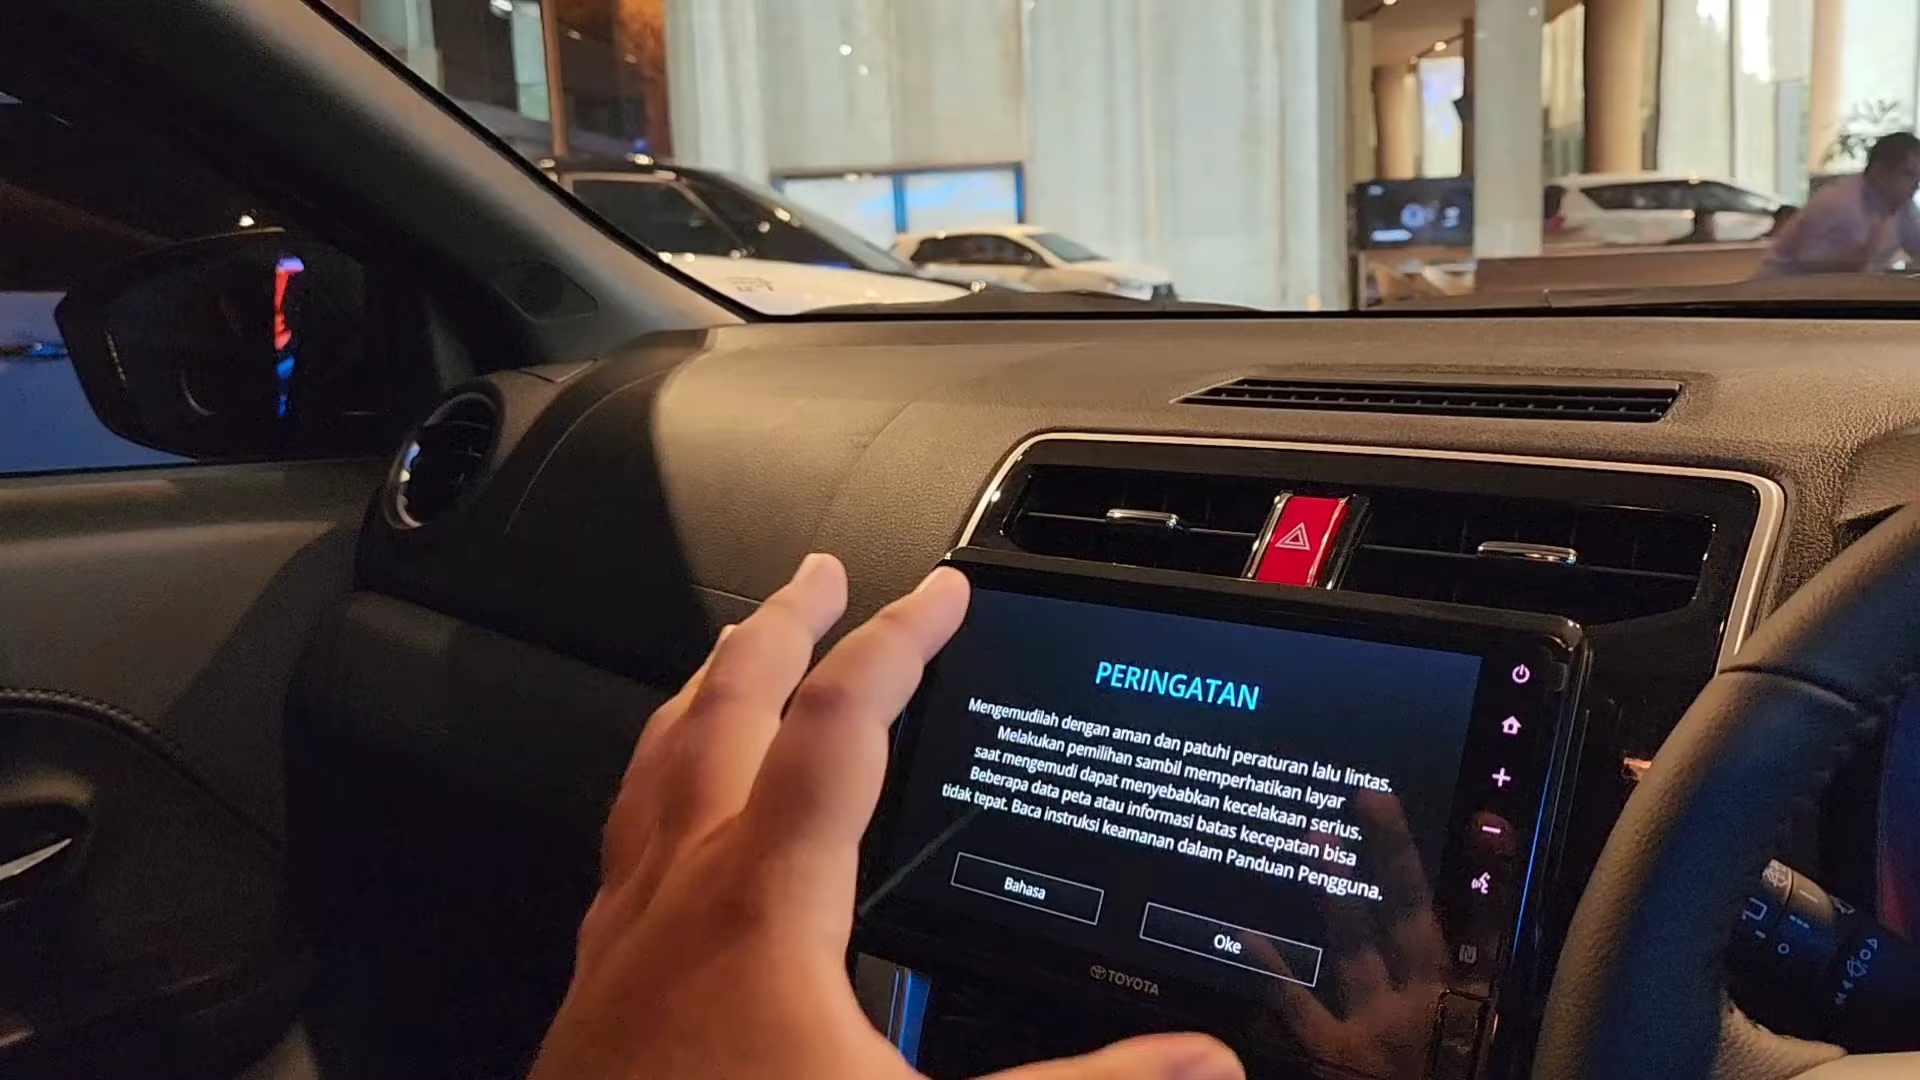 PERINGATAN
Mengemudilah dengan aman dan patuhi peraturan lalu lintas.
Melakukan pemilihan sambil memperhatikan layar
saat mengemudi dapat menyebabkan kecelakaan serius.
Beberapa data peta atau informasi batas kecepatan bisa
tidak tepat. Baca instruksi keamanan dalam Panduan Pengguna.
Bahasa
Oke
TOYOTA